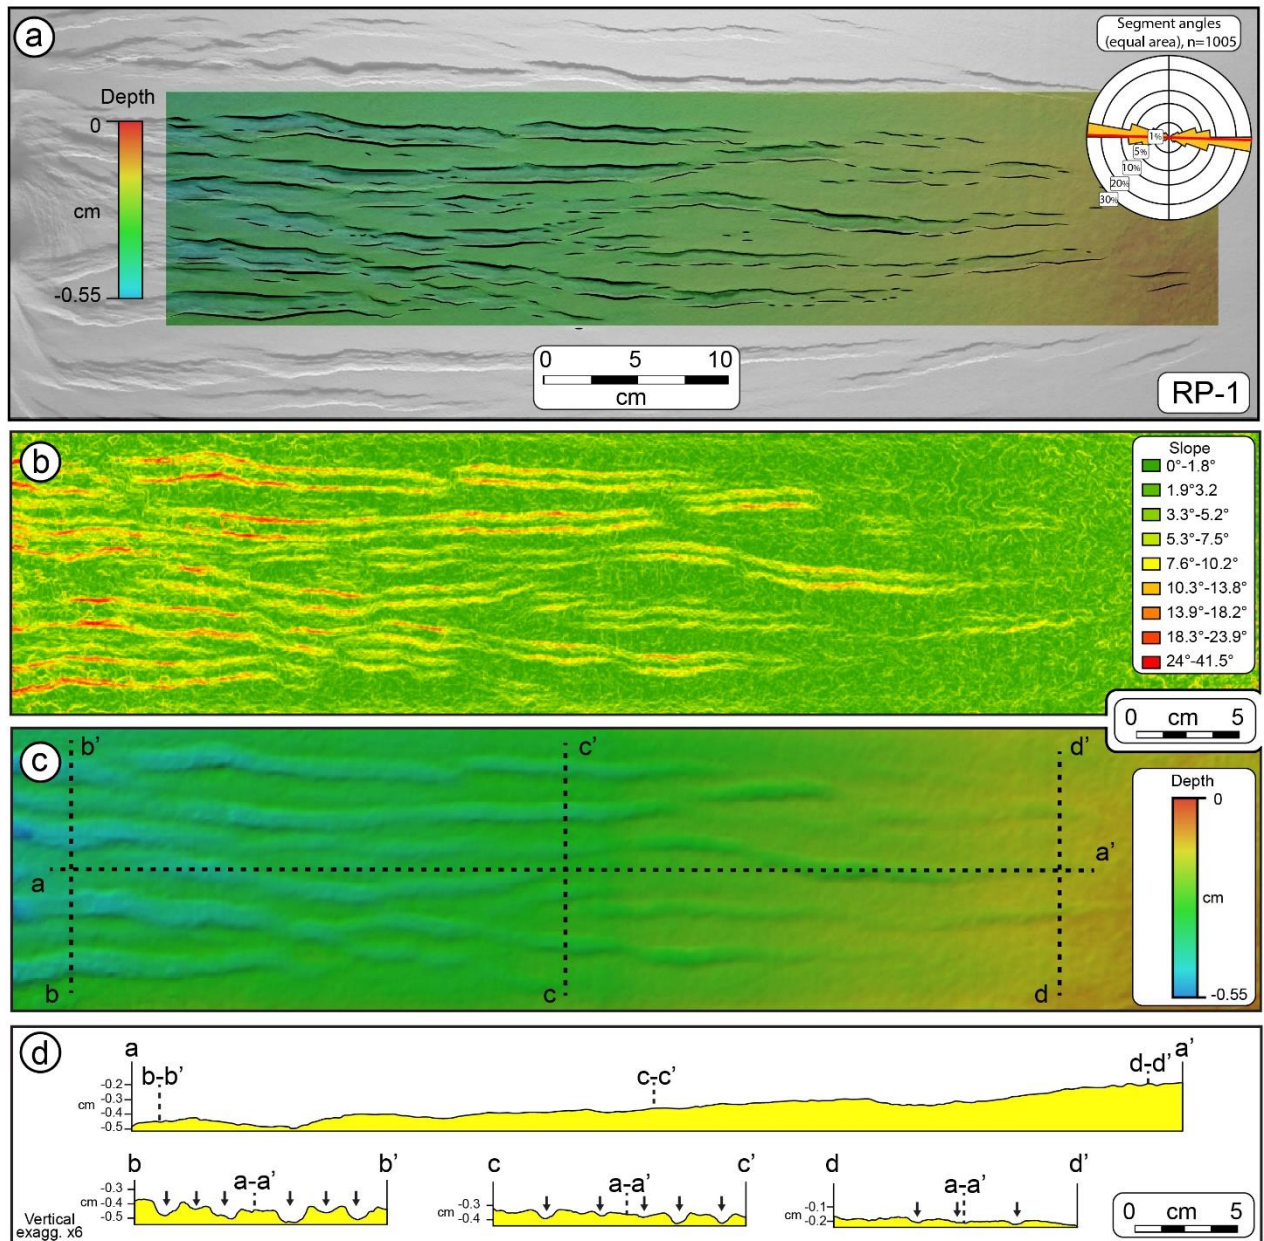 a
Segment angles
(equal area), n=1005
Depth
0
cm
-0.55
1%
5%
10%
20%
30%
0 5 10
cm
RP-1
b
Slope
0°-1.8°
1.9°3.2
3.3°-5.2°
5.3°-7.5°
7.6°-10.2°
10.3°-13.8°
13.9°-18.2°
18.3°-23.9°
24°-41.5°
0 cm 5
c
b’ c’ d’
a a’
b c d
Depth
0
cm
-0.55
d
a a’
b-b’ c-c’ d-d’
-0.2
-0.3
cm
-0.4
-0.5
b b’ c c’ d d’
a-a’ a-a’ a-a’
-0.3
cm -0.4
-0.5
-0.3
cm
-0.4
-0.1
cm
-0.2
Vertical
exagg. x6
0 cm 5